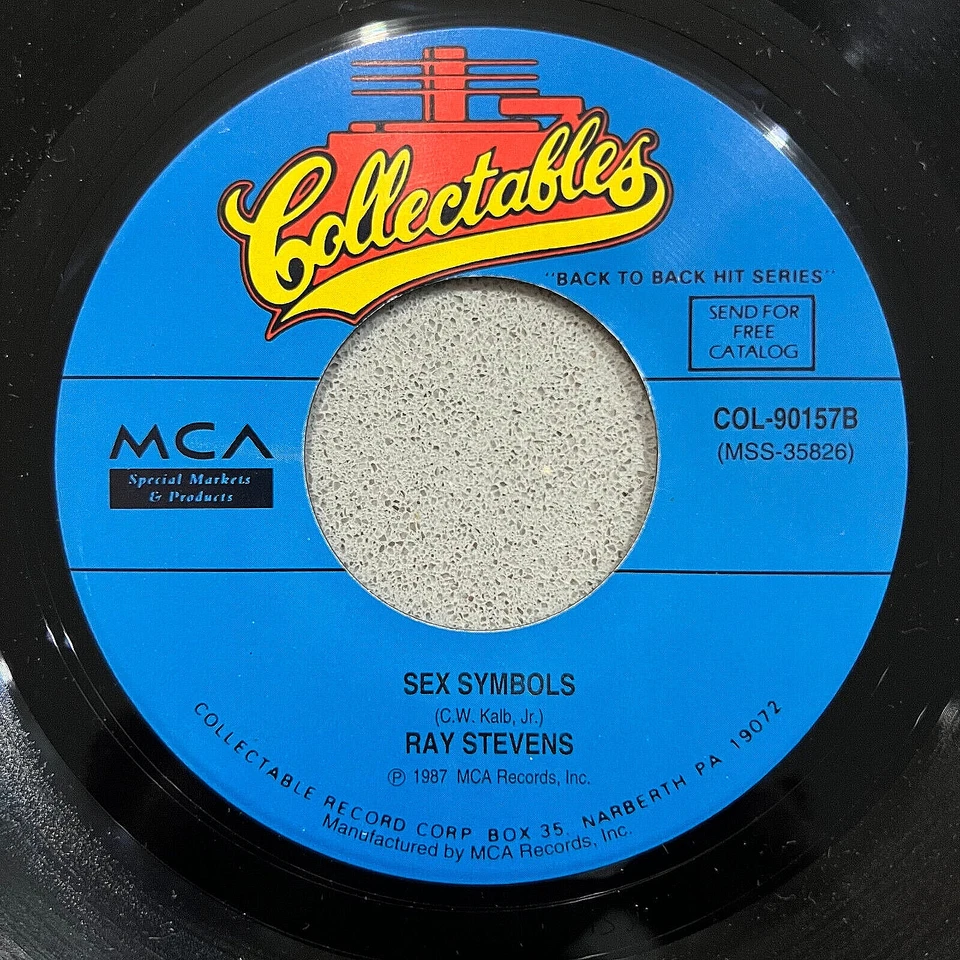 Collectables
"BACK TO BACK HIT SERIES"
SEND FOR
FREE
CATALOG
MCA
Special Markets
& Products
COL-90157B
(MSS-35826)
SEX SYMBOLS
(C.W. Kalb, Jr.)
RAY STEVENS
℗ 1987 MCA Records, Inc.
COLLECTABLE RECORD CORP BOX 35, NARBERTH PA 19072
Manufactured by MCA Records, Inc.